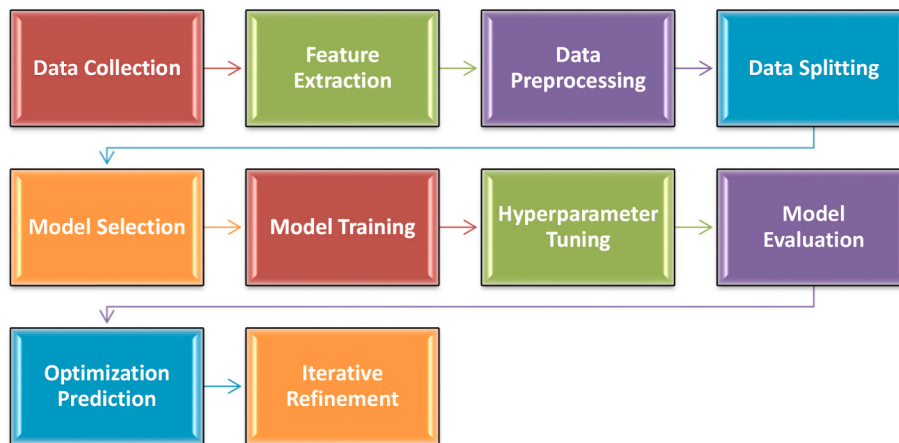 Data Collection
Feature
Extraction
Data
Preprocessing
Data Splitting
Model Selection
Model Training
Hyperparameter
Tuning
Model
Evaluation
Optimization
Prediction
Iterative
Refinement